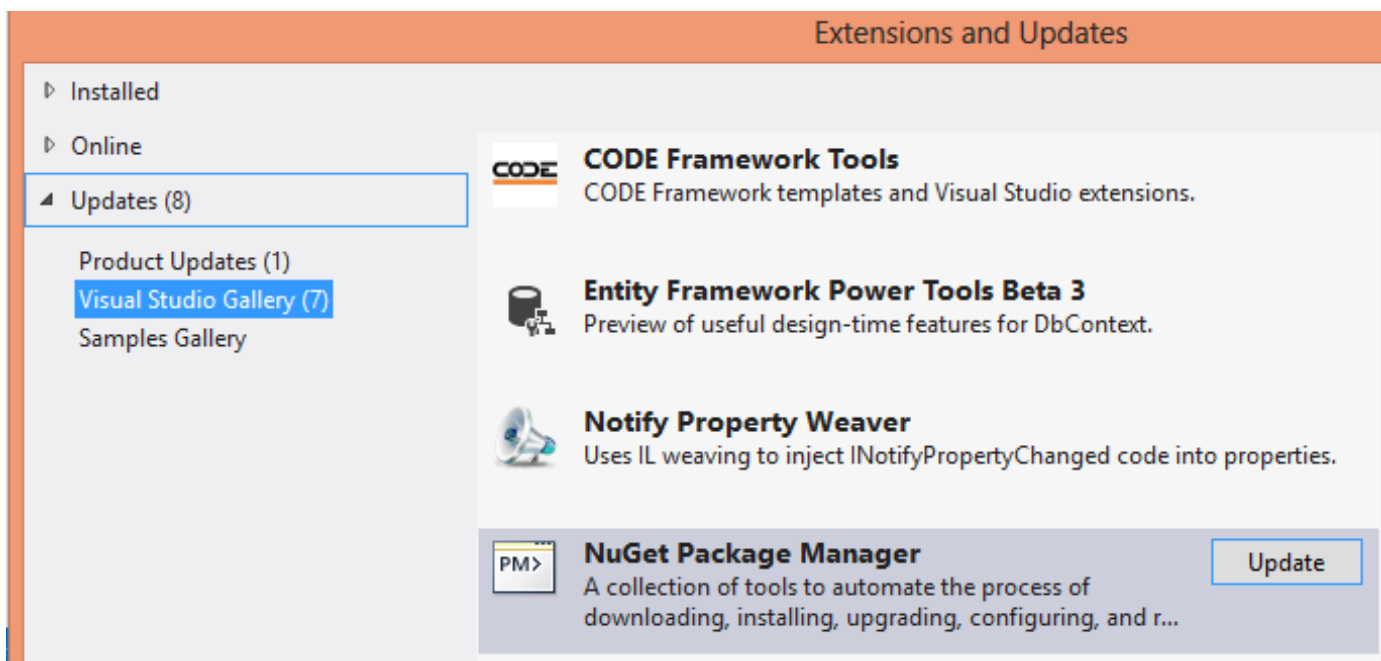 Extensions and Updates
Installed
Online
Updates (8)
Product Updates (1)
Visual Studio Gallery (7)
Samples Gallery
CODE
CODE Framework Tools
CODE Framework templates and Visual Studio extensions.
Entity Framework Power Tools Beta 3
Preview of useful design-time features for DbContext.
Notify Property Weaver
Uses IL weaving to inject INotifyPropertyChanged code into properties.
PM>
NuGet Package Manager
Update
A collection of tools to automate the process of
downloading, installing, upgrading, configuring, and r...